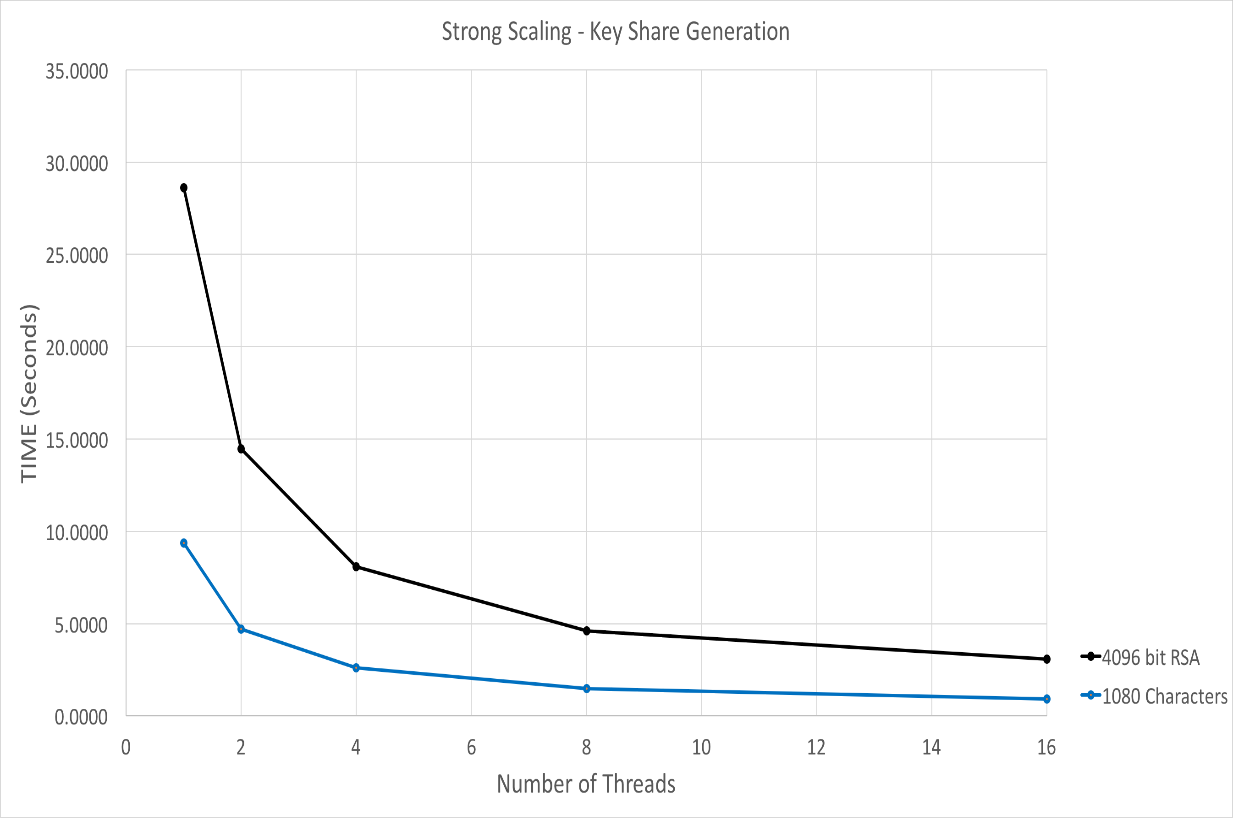 Strong Scaling - Key Share Generation
35.0000
30.0000
25.0000
20.0000
15.0000
10.0000
5.0000
0.0000
TIME (Seconds)
0 2 4 6 8 10 12 14 16
Number of Threads
4096 bit RSA
1080 Characters